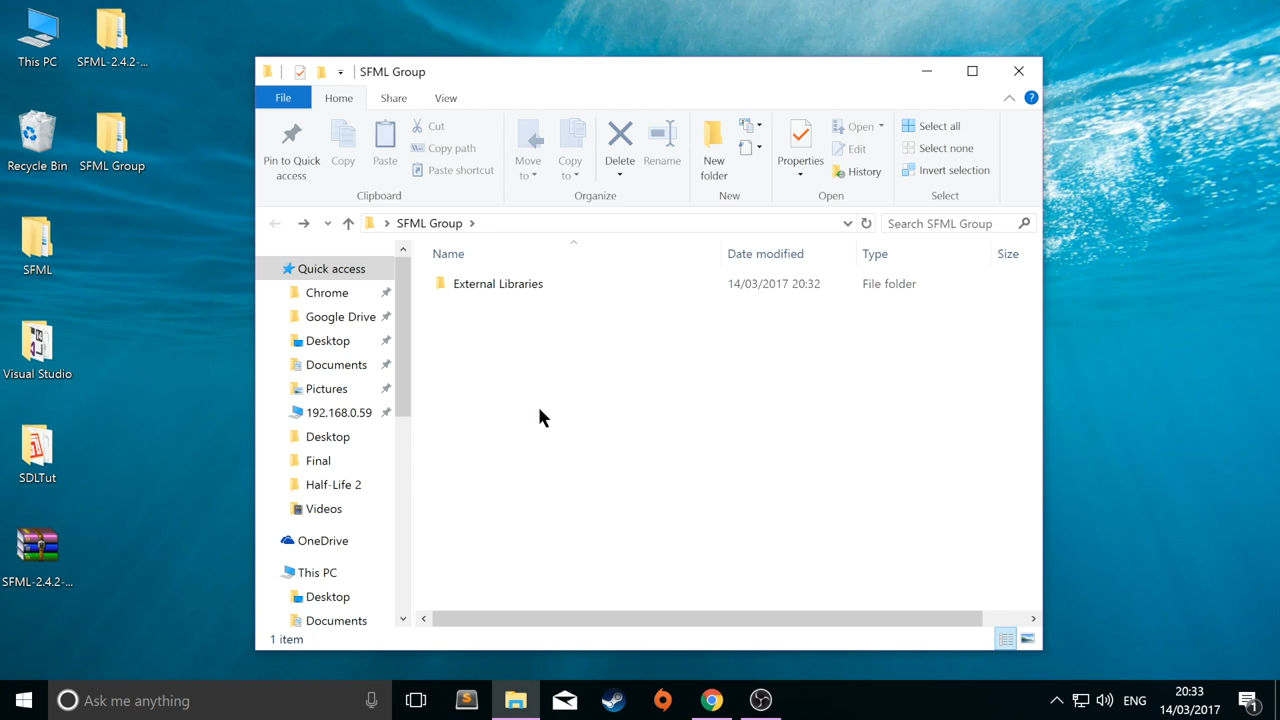 This PC
SFML-2.4.2-...
Recycle Bin
SFML Group
SFML
Visual Studio
SDLTut
SFML-2.4.2-...
SFML Group
File
Home
Share
View
Pin to Quick
access
Copy
Paste
Cut
Copy path
Paste shortcut
Clipboard
Move
to
Copy
to
Delete
Rename
Organize
New
folder
New
Properties
Open
Edit
History
Open
Select all
Select none
Invert selection
Select
SFML Group
Search SFML Group
Name
Date modified
Type
Size
External Libraries
14/03/2017 20:32
File folder
Quick access
Chrome
Google Drive
Desktop
Documents
Pictures
192.168.0.59
Desktop
Final
Half-Life 2
Videos
OneDrive
This PC
Desktop
Documents
1 item
Ask me anything
ENG
20:33
14/03/2017
1